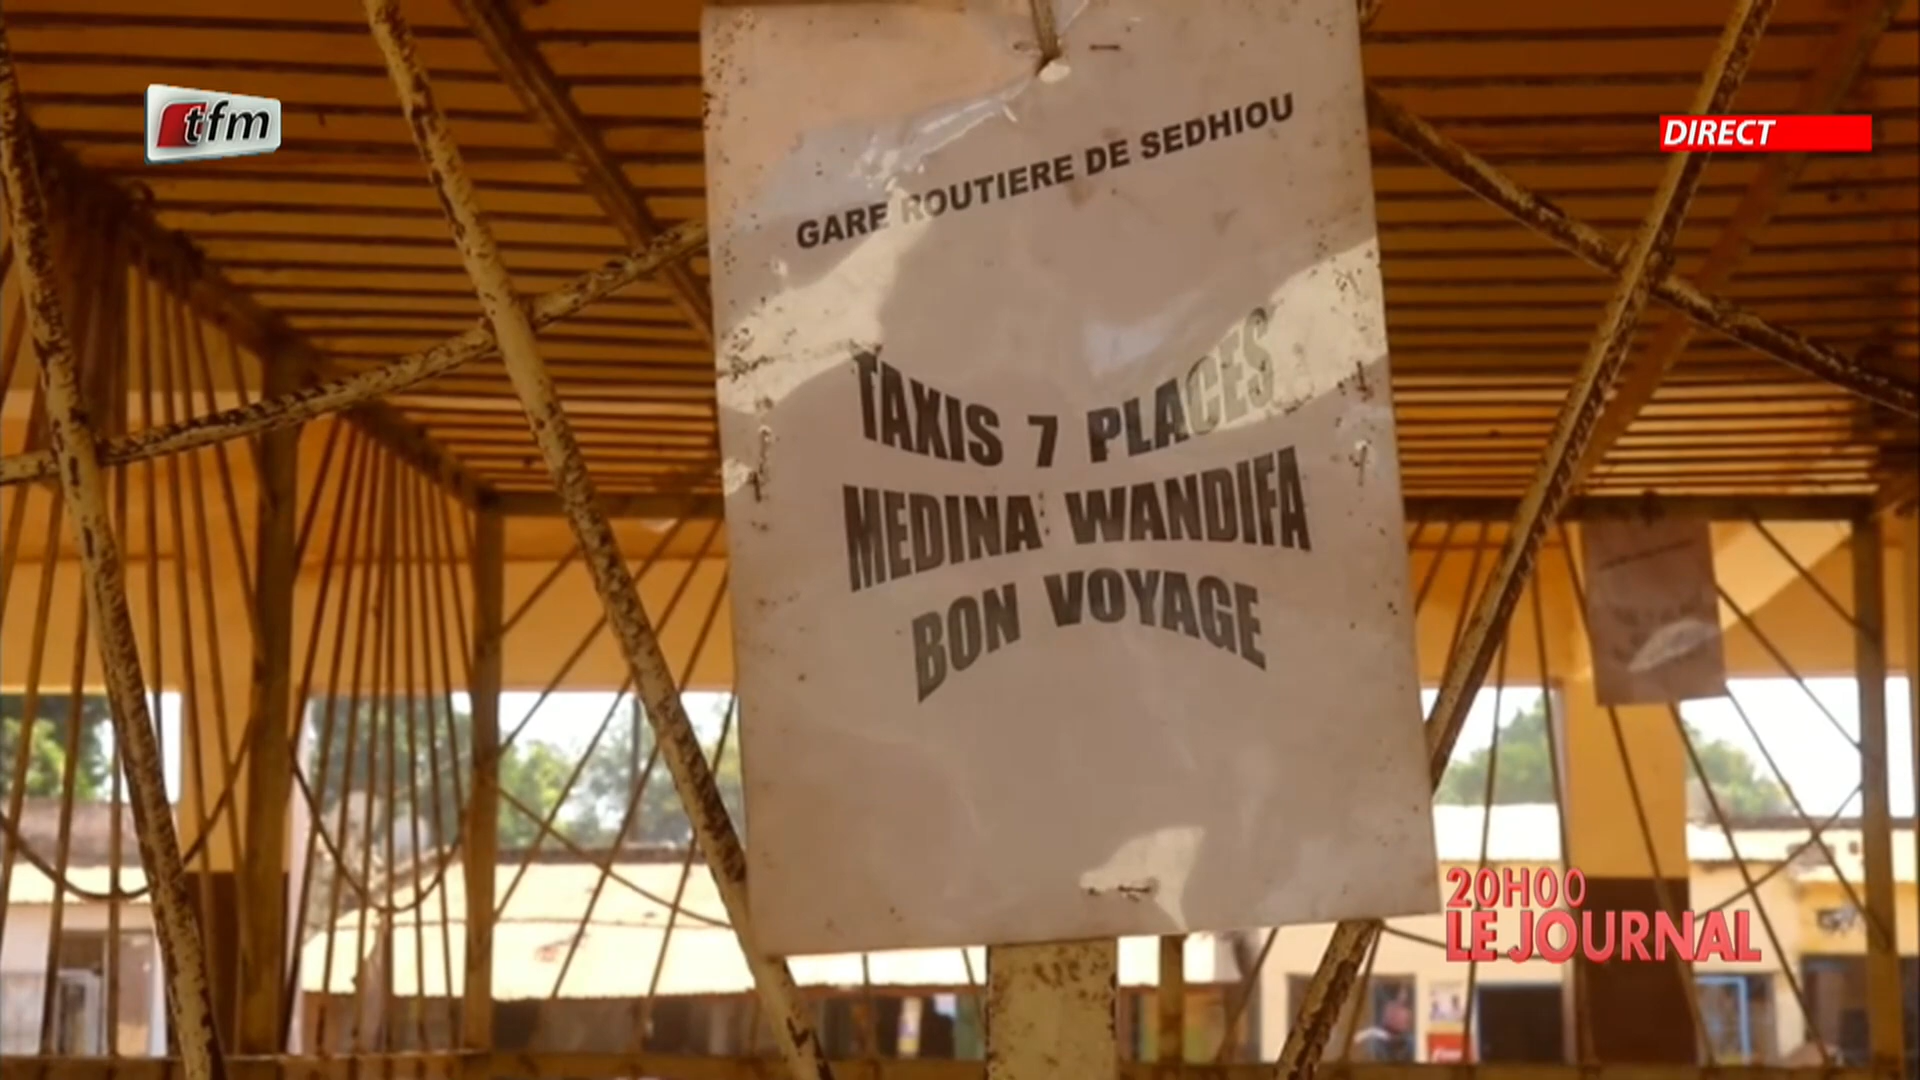 tfm
DIRECT
GARE ROUTIERE DE SEDHIOU
TAXIS 7 PLACES
MEDINA WANDIFA
BON VOYAGE
20H00
LE JOURNAL